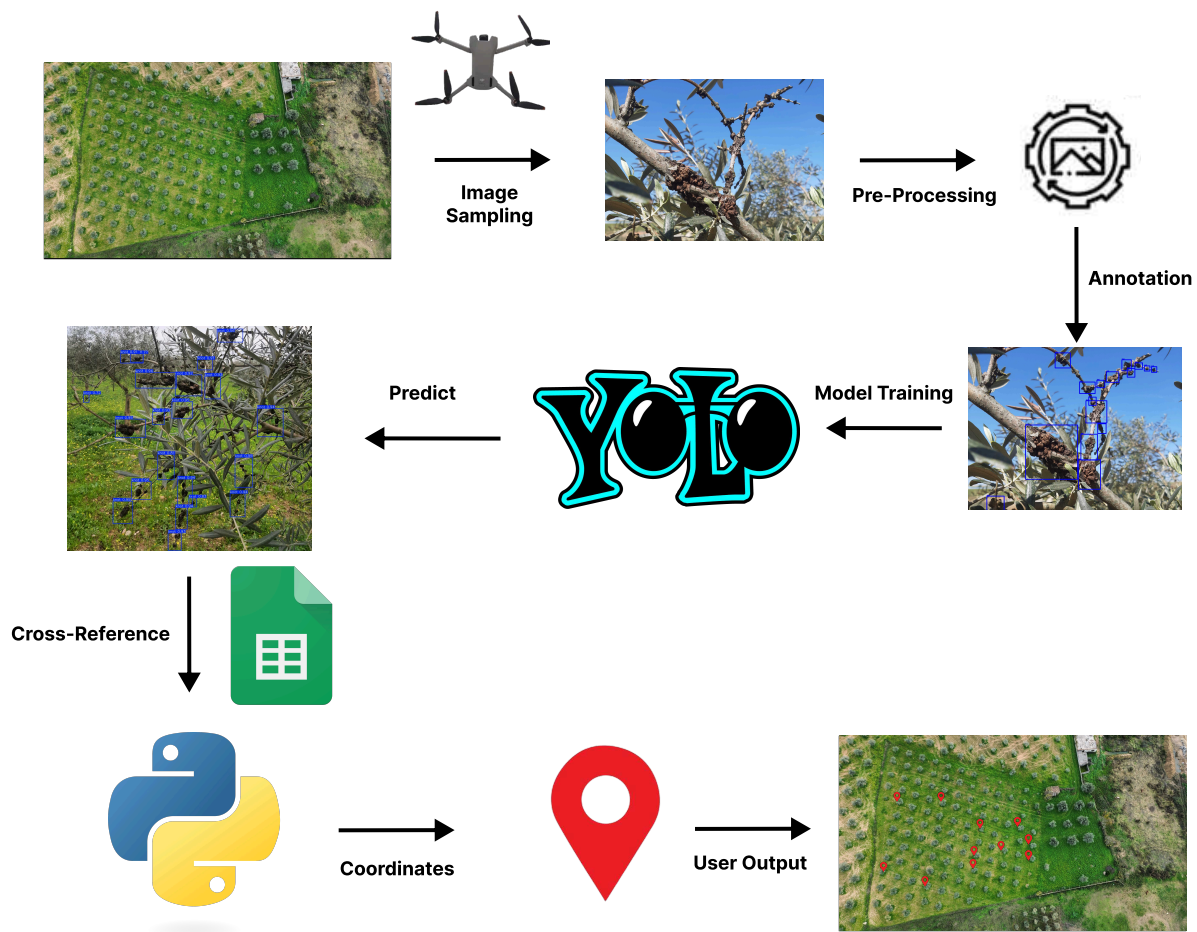 Image
Sampling
Pre-Processing
Annotation
Model Training
YOLO
Predict
Cross-Reference
Coordinates
User Output